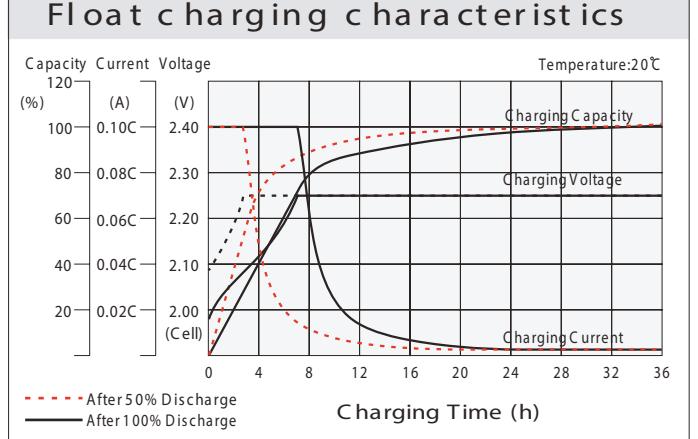 Float charging characteristics
Capacity Current Voltage
Temperature:20℃
120
(%) (A) (V)
100 0.10C 2.40
80 0.08C 2.30
60 0.06C 2.20
40 0.04C 2.10
20 0.02C 2.00
(Cell)
Charging Capacity
Charging Voltage
Charging Current
0 4 8 12 16 20 24 28 32 36
After 50% Discharge
After 100% Discharge
Charging Time (h)